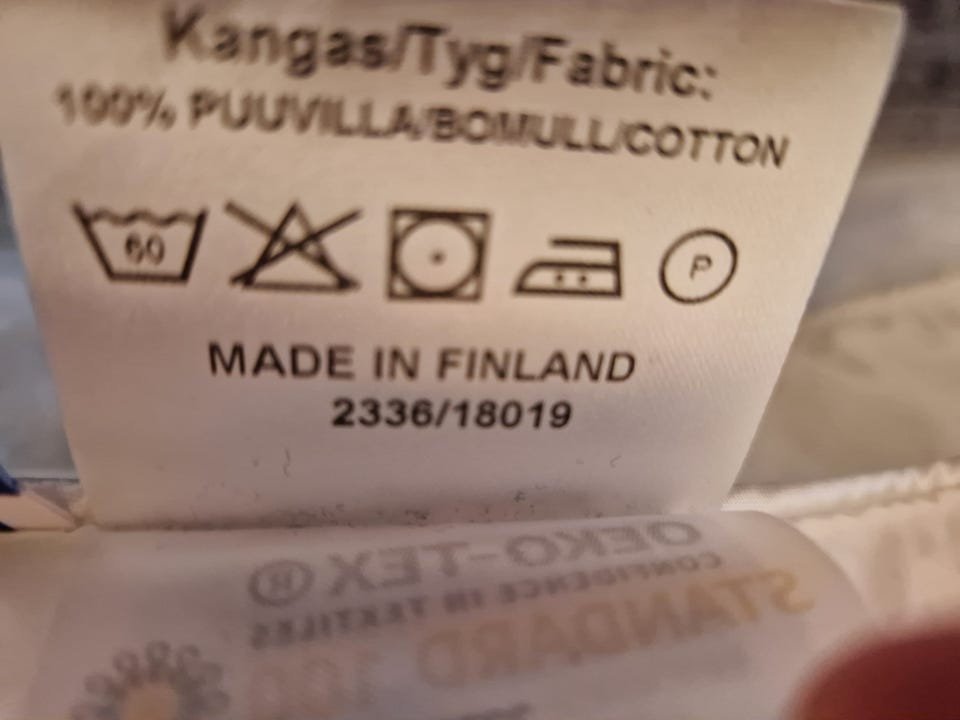 Kangas/Tyg/Fabric:
100% PUUVILLA/BOMULL/COTTON
60 P
MADE IN FINLAND
2336/18019
OEKO-TEX®
CONFIDENCE IN TEXTILES
STANDARD 100